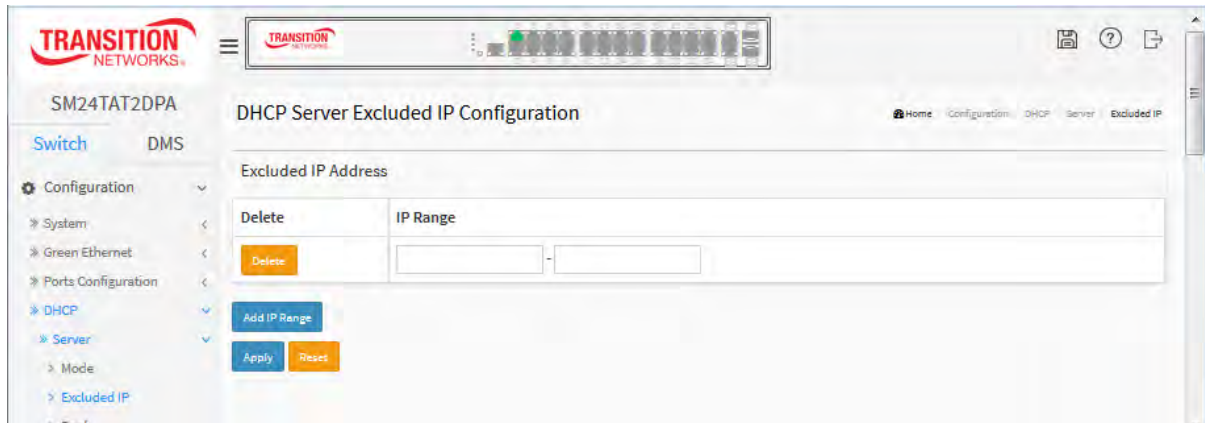 TRANSITION
NETWORKS®
TRANSITION
NETWORKS
SM24TAT2DPA
Switch DMS
Configuration
System
Green Ethernet
Ports Configuration
DHCP
Server
Mode
Excluded IP
DHCP Server Excluded IP Configuration
Home Configuration DHCP Server Excluded IP
Excluded IP Address
Delete IP Range
Delete -
Add IP Range
Apply Reset